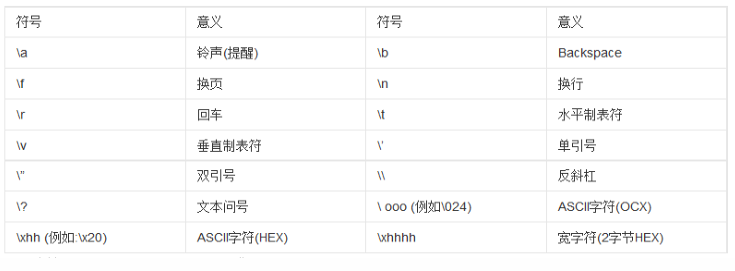 符号 意义 符号 意义
\a 铃声(提醒) \b Backspace
\f 换页 \n 换行
\r 回车 \t 水平制表符
\v 垂直制表符 \' 单引号
\" 双引号 \\ 反斜杠
\? 文本问号 \ ooo (例如\024) ASCII字符(OCX)
\xhh (例如:\x20) ASCII字符(HEX) \xhhhh 宽字符(2字节HEX)